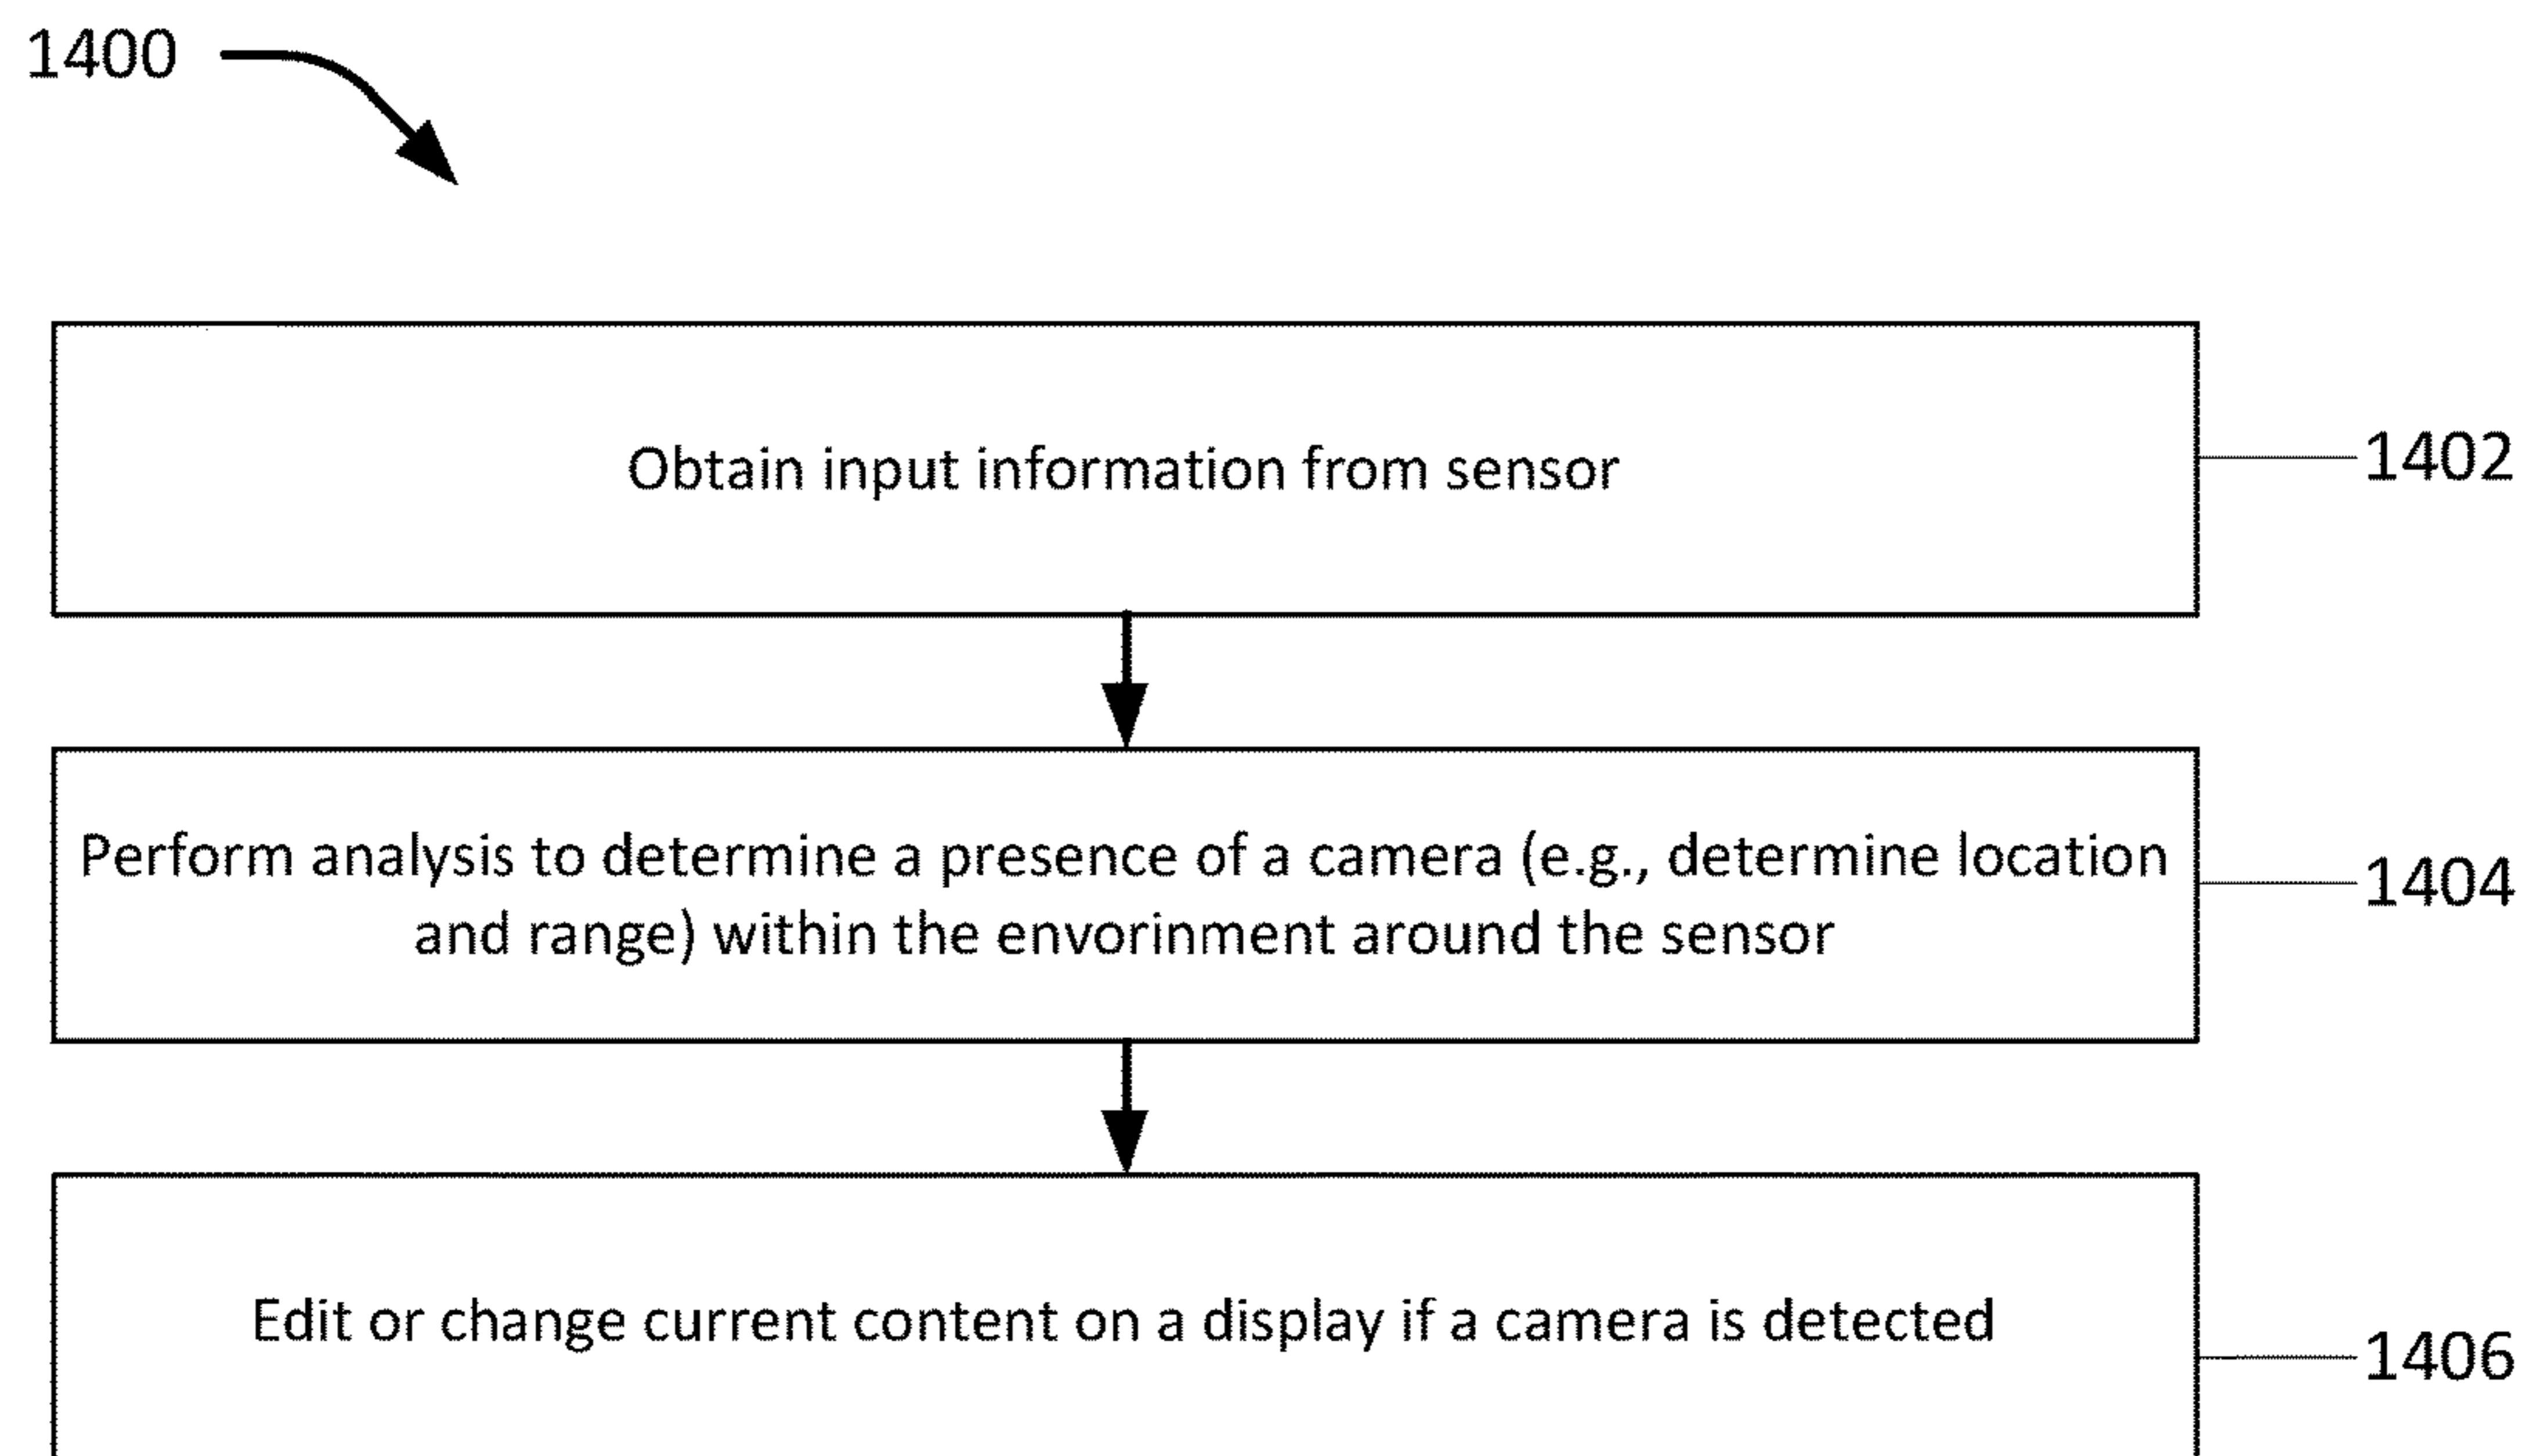 1400
Obtain input information from sensor
1402
Perform analysis to determine a presence of a camera (e.g., determine location
and range) within the envorinment around the sensor
1404
Edit or change current content on a display if a camera is detected
1406